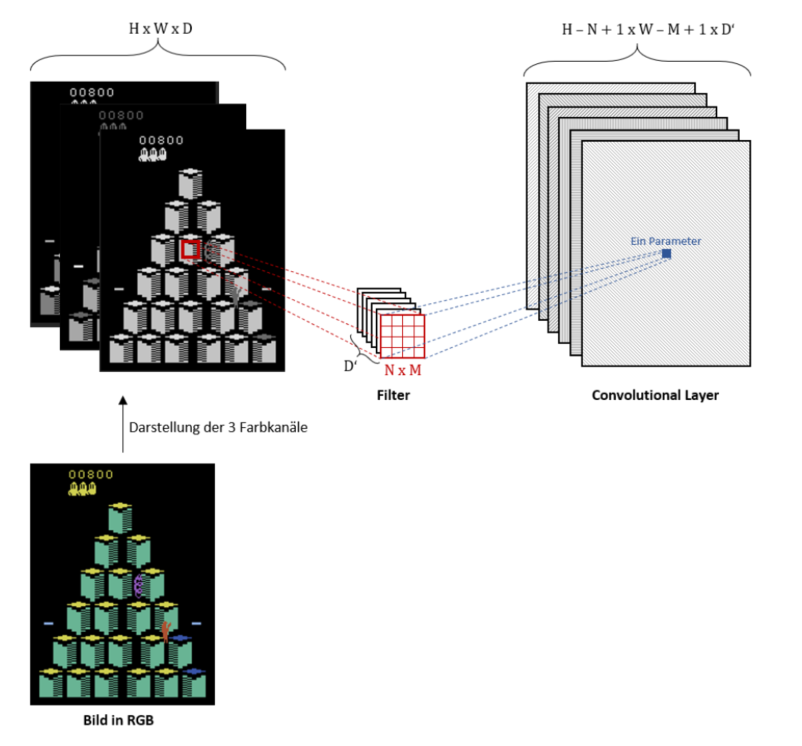 H x W x D
H – N + 1 x W – M + 1 x D'
00800
00800
00800
Ein Parameter
D'
N x M
Filter
Convolutional Layer
Darstellung der 3 Farbkanäle
00800
Bild in RGB